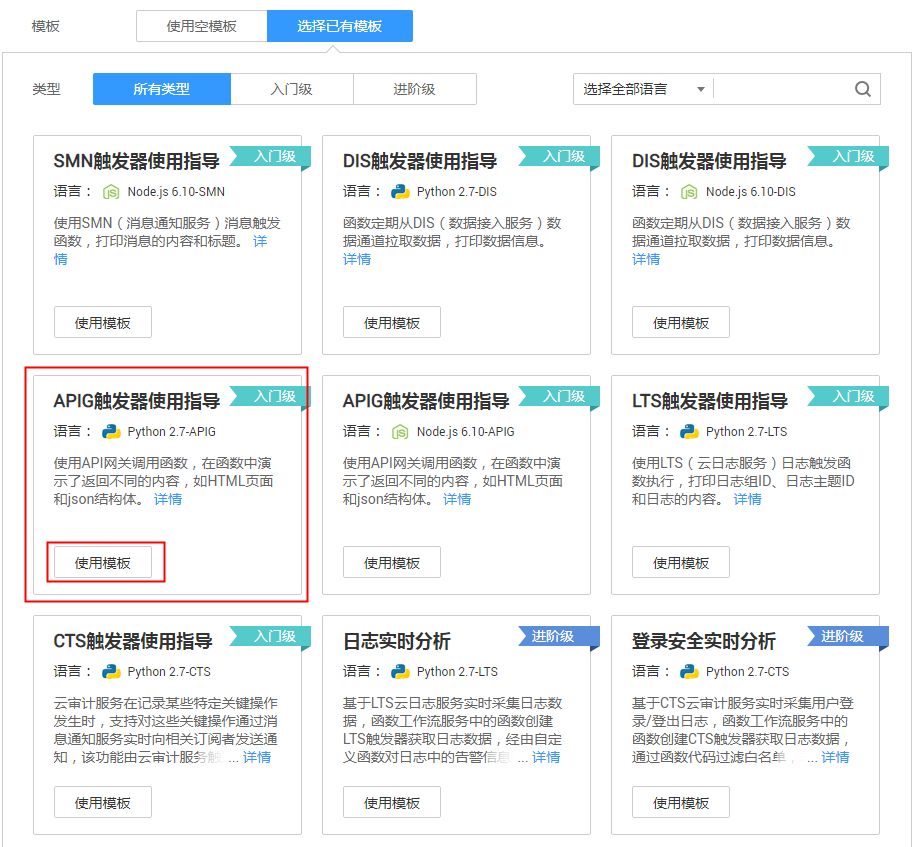 模板
使用空模板
选择已有模板
类型
所有类型
入门级
进阶级
选择全部语言
SMN触发器使用指导
入门级
语言： Node.js 6.10-SMN
使用SMN（消息通知服务）消息触发
函数，打印消息的内容和标题。 详
情
使用模板
DIS触发器使用指导
入门级
语言： Python 2.7-DIS
函数定期从DIS（数据接入服务）数
据通道拉取数据，打印数据信息。
详情
使用模板
DIS触发器使用指导
入门级
语言： Node.js 6.10-DIS
函数定期从DIS（数据接入服务）数
据通道拉取数据，打印数据信息。
详情
使用模板
APIG触发器使用指导
入门级
语言： Python 2.7-APIG
使用API网关调用函数，在函数中演
示了返回不同的内容，如HTML页面
和json结构体。 详情
使用模板
APIG触发器使用指导
入门级
语言： Node.js 6.10-APIG
使用API网关调用函数，在函数中演
示了返回不同的内容，如HTML页面
和json结构体。 详情
使用模板
LTS触发器使用指导
入门级
语言： Python 2.7-LTS
使用LTS（云日志服务）日志触发函
数执行，打印日志组ID、日志主题ID
和日志的内容。 详情
使用模板
CTS触发器使用指导
入门级
语言： Python 2.7-CTS
云审计服务在记录某些特定关键操作
发生时，支持对这些关键操作通过消
息通知服务实时向相关订阅者发送通
知，该功能由云审计服务触 ... 详情
使用模板
日志实时分析
进阶级
语言： Python 2.7-LTS
基于LTS云日志服务实时采集日志数
据，函数工作流服务中的函数创建
LTS触发器获取日志数据，经由自定
义函数对日志中的告警信息 ... 详情
使用模板
登录安全实时分析
进阶级
语言： Python 2.7-CTS
基于CTS云审计服务实时采集用户登
录/登出日志，函数工作流服务中的
函数创建CTS触发器获取日志数据，
通过函数代码过滤白名单， ... 详情
使用模板